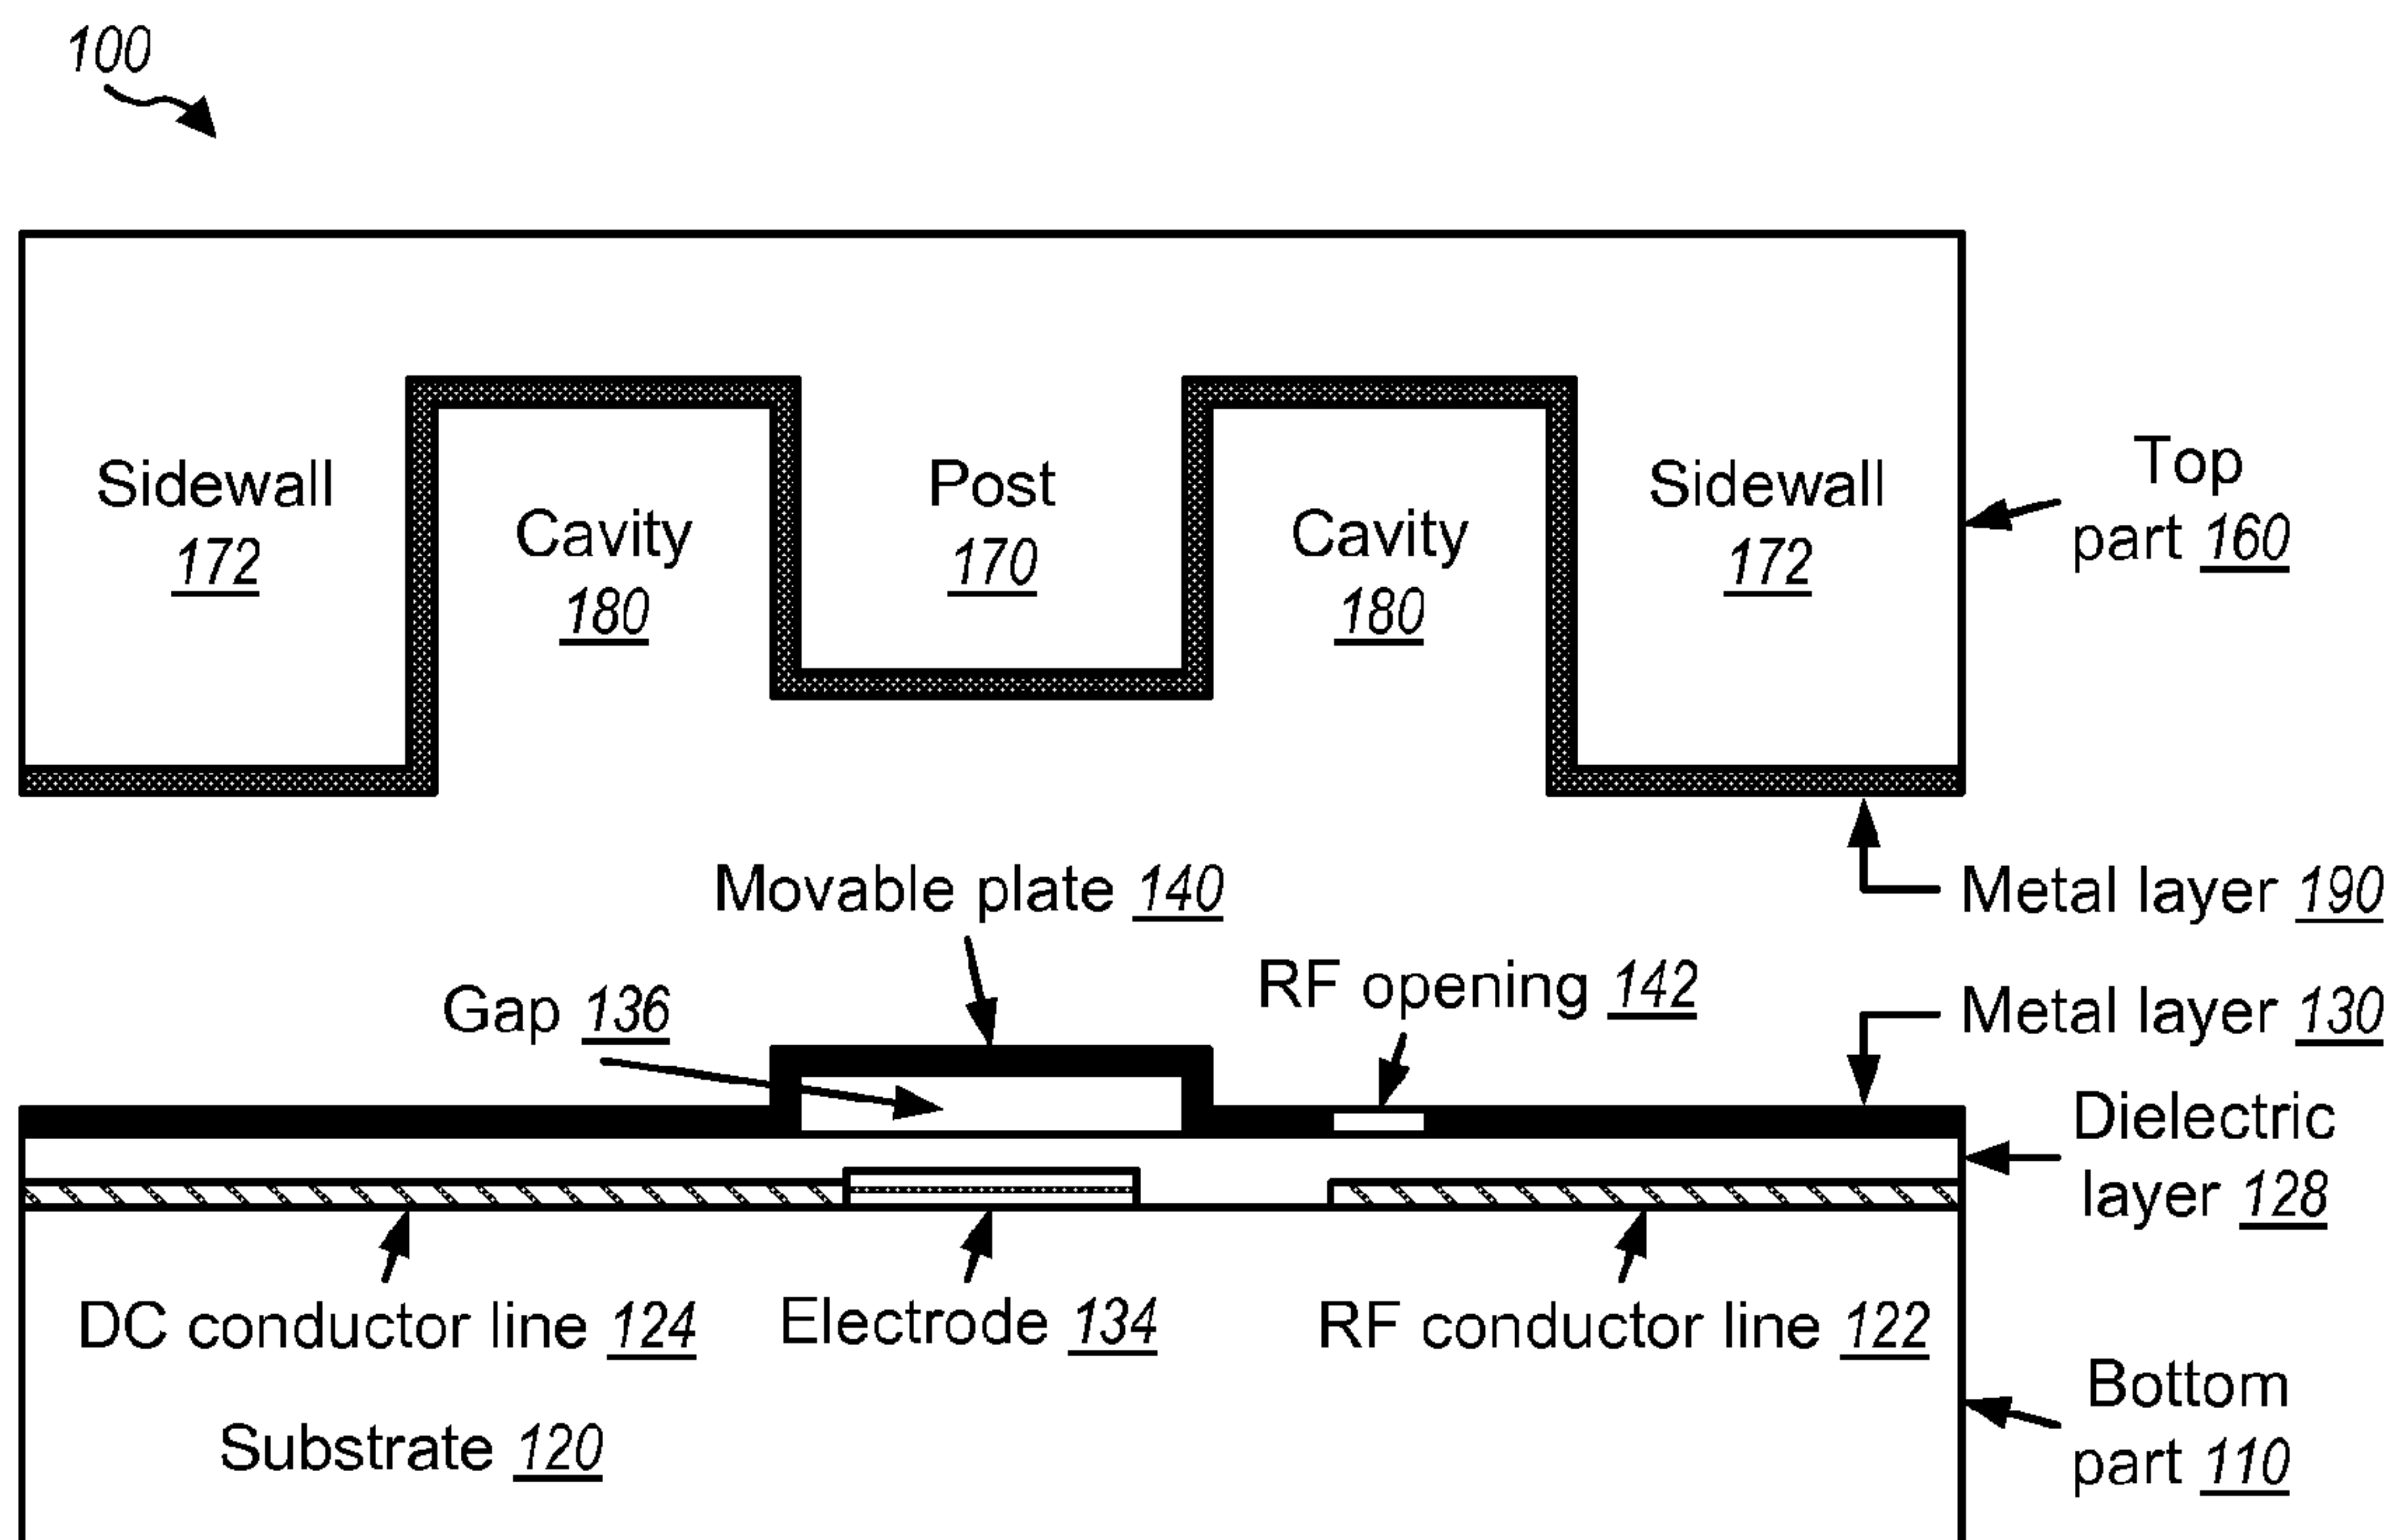 100
Sidewall
172
Cavity
180
Post
170
Cavity
180
Sidewall
172
Top
part 160
Movable plate 140
Metal layer 190
Gap 136
RF opening 142
Metal layer 130
Dielectric
layer 128
DC conductor line 124
Electrode 134
RF conductor line 122
Substrate 120
Bottom
part 110